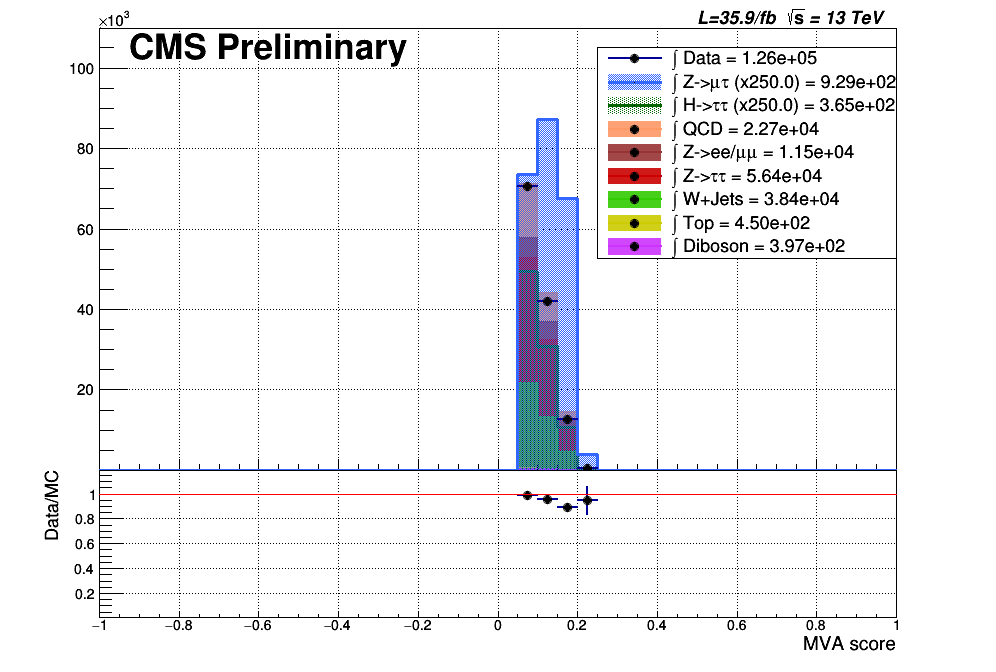 ×10³
L=35.9/fb √s = 13 TeV
CMS Preliminary
∫ Data = 1.26e+05
∫ Z->μτ (x250.0) = 9.29e+02
∫ H->ττ (x250.0) = 3.65e+02
∫ QCD = 2.27e+04
∫ Z->ee/μμ = 1.15e+04
∫ Z->ττ = 5.64e+04
∫ W+Jets = 3.84e+04
∫ Top = 4.50e+02
∫ Diboson = 3.97e+02
100
80
60
40
20
Data/MC
1
0.8
0.6
0.4
0.2
−1 −0.8 −0.6 −0.4 −0.2 0 0.2 0.4 0.6 0.8 1
MVA score